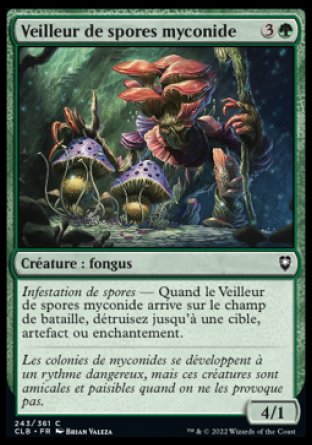 Veilleur de spores myconide 3
Créature : fongus
Infestation de spores — Quand le Veilleur
de spores myconide arrive sur le champ
de bataille, détruisez jusqu'à une cible,
artefact ou enchantement.
Les colonies de myconides se développent à
un rythme dangereux, mais ces créatures sont
amicales et paisibles quand on ne les provoque
pas.
4/1
243/361 C
CLB • FR Brian Valeza
™ & © 2022 Wizards of the Coast